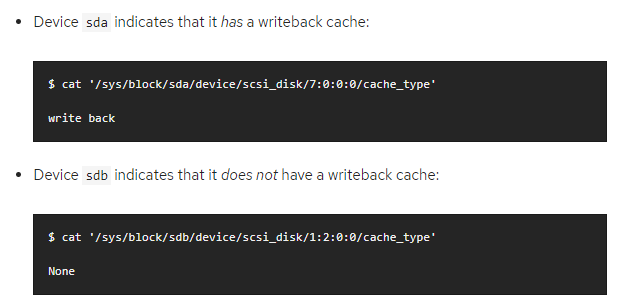 Device sda indicates that it has a writeback cache:
$ cat '/sys/block/sda/device/scsi_disk/7:0:0:0/cache_type'
write back
Device sdb indicates that it does not have a writeback cache:
$ cat '/sys/block/sdb/device/scsi_disk/1:2:0:0/cache_type'
None